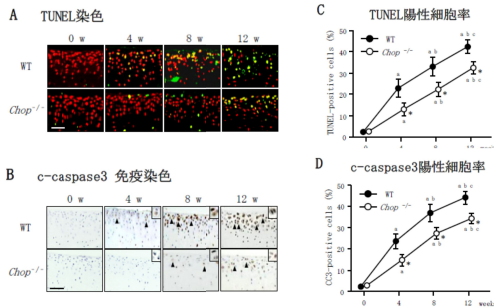 A TUNEL染色
0 w 4 w 8 w 12 w
WT
Chop-/-
B c-caspase3 免疫染色
0 w 4 w 8 w 12 w
WT
Chop-/-
C TUNEL陽性細胞率
TUNEL-positive cells (%)
50
40
30
20
10
0
WT
Chop -/-
a
a b
a b c
a
*
a b
*
a b c
*
0 4 8 12 week
D c-caspase3陽性細胞率
CC3-positive cells (%)
50
40
30
20
10
0
WT
Chop -/-
a
a b
a b c
a
*
a b
*
a b c
*
0 4 8 12 week